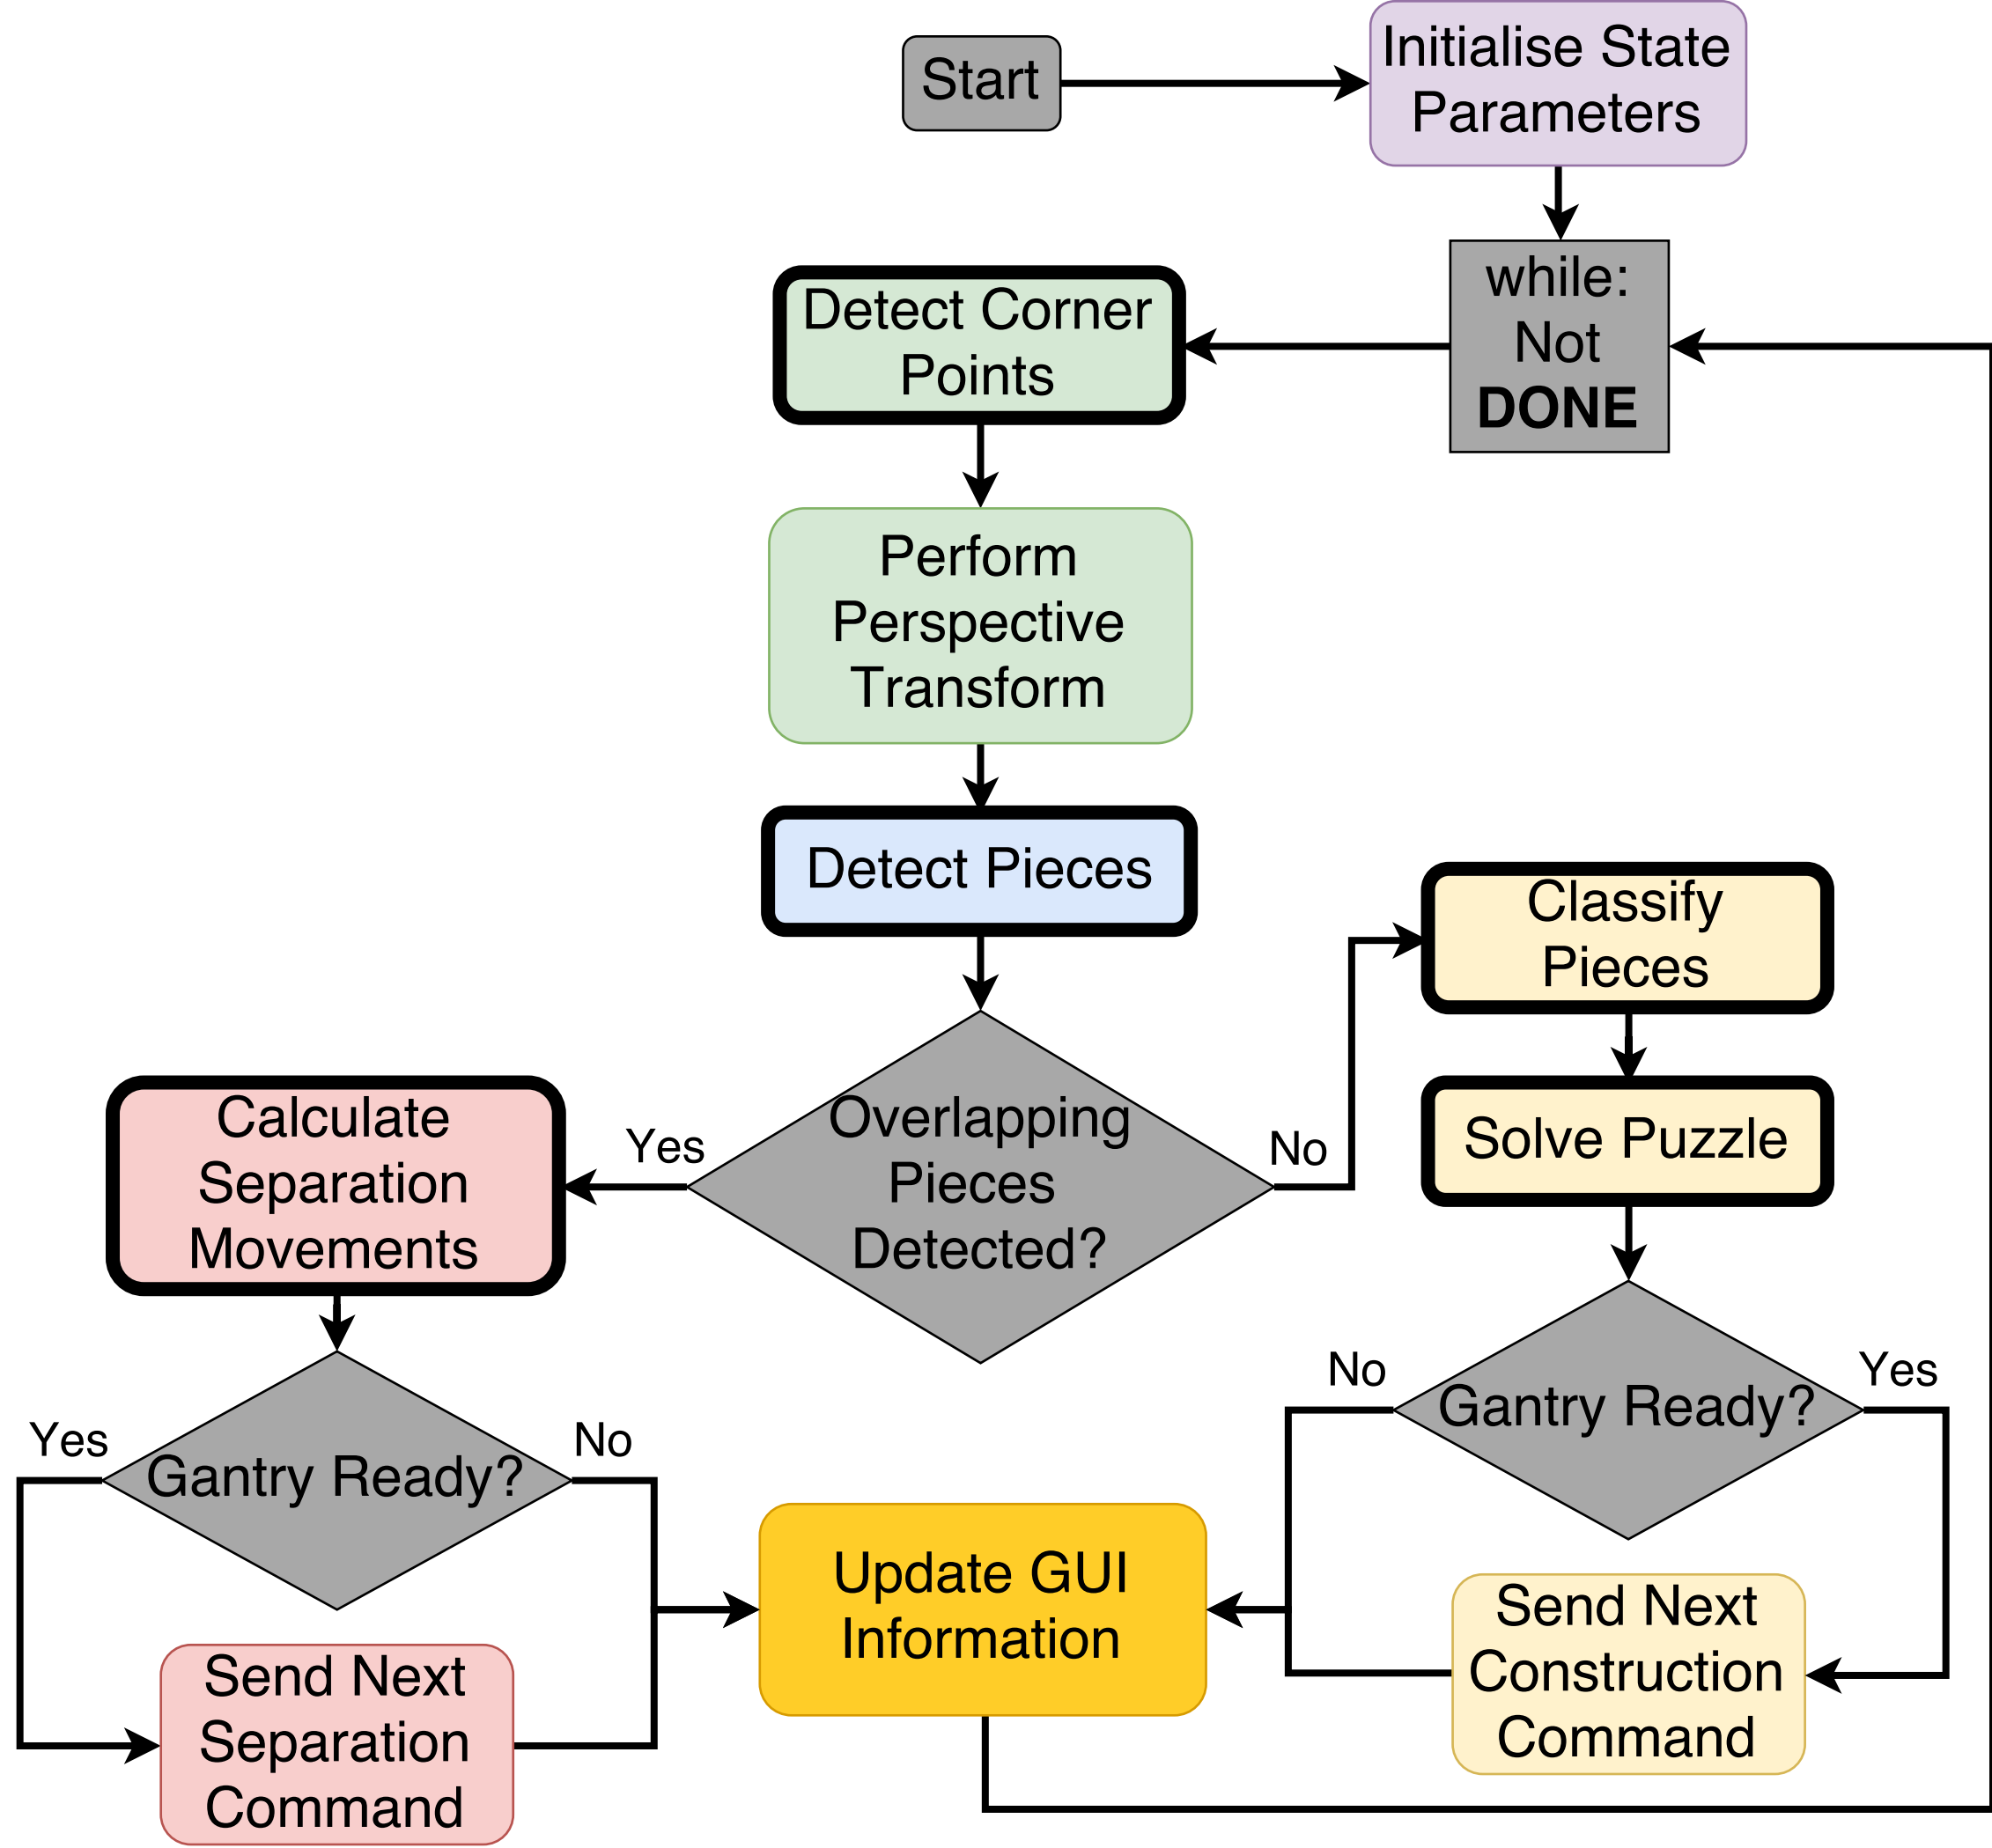 Start
Initialise State
Parameters
while:
Not
DONE
Detect Corner
Points
Perform
Perspective
Transform
Detect Pieces
Overlapping
Pieces
Detected?
Yes
No
Calculate
Separation
Movements
Gantry Ready?
Yes
No
Send Next
Separation
Command
Classify
Pieces
Solve Puzzle
Gantry Ready?
No
Yes
Send Next
Construction
Command
Update GUI
Information